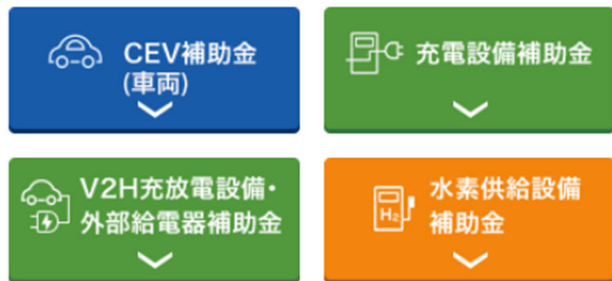 CEV補助金
(車両)
充電設備補助金
V2H充放電設備・
外部給電器補助金
H2
水素供給設備
補助金